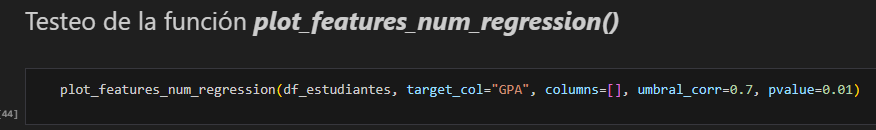 Testeo de la función plot_features_num_regression()
plot_features_num_regression(df_estudiantes, target_col="GPA", columns=[], umbral_corr=0.7, pvalue=0.01)
[44]